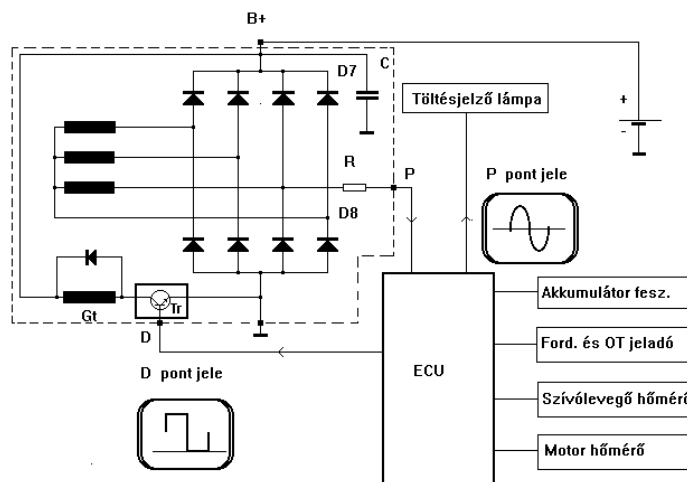 B+
D7
C
Töltésjelző lámpa
+
-
R
P
P pont jele
D8
Gt
Tr
D
D pont jele
ECU
Akkumulátor fesz.
Ford. és OT jeladó
Szívólevegő hőmérő
Motor hőmérő